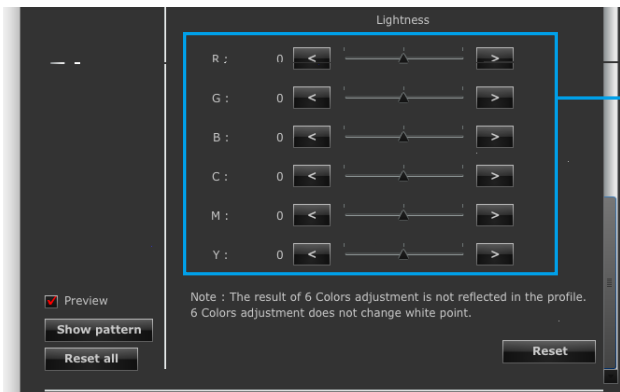 Lightness
R : 0 < >
G : 0 < >
B : 0 < >
C : 0 < >
M : 0 < >
Y : 0 < >
Preview
Note : The result of 6 Colors adjustment is not reflected in the profile.
6 Colors adjustment does not change white point.
Show pattern
Reset
Reset all